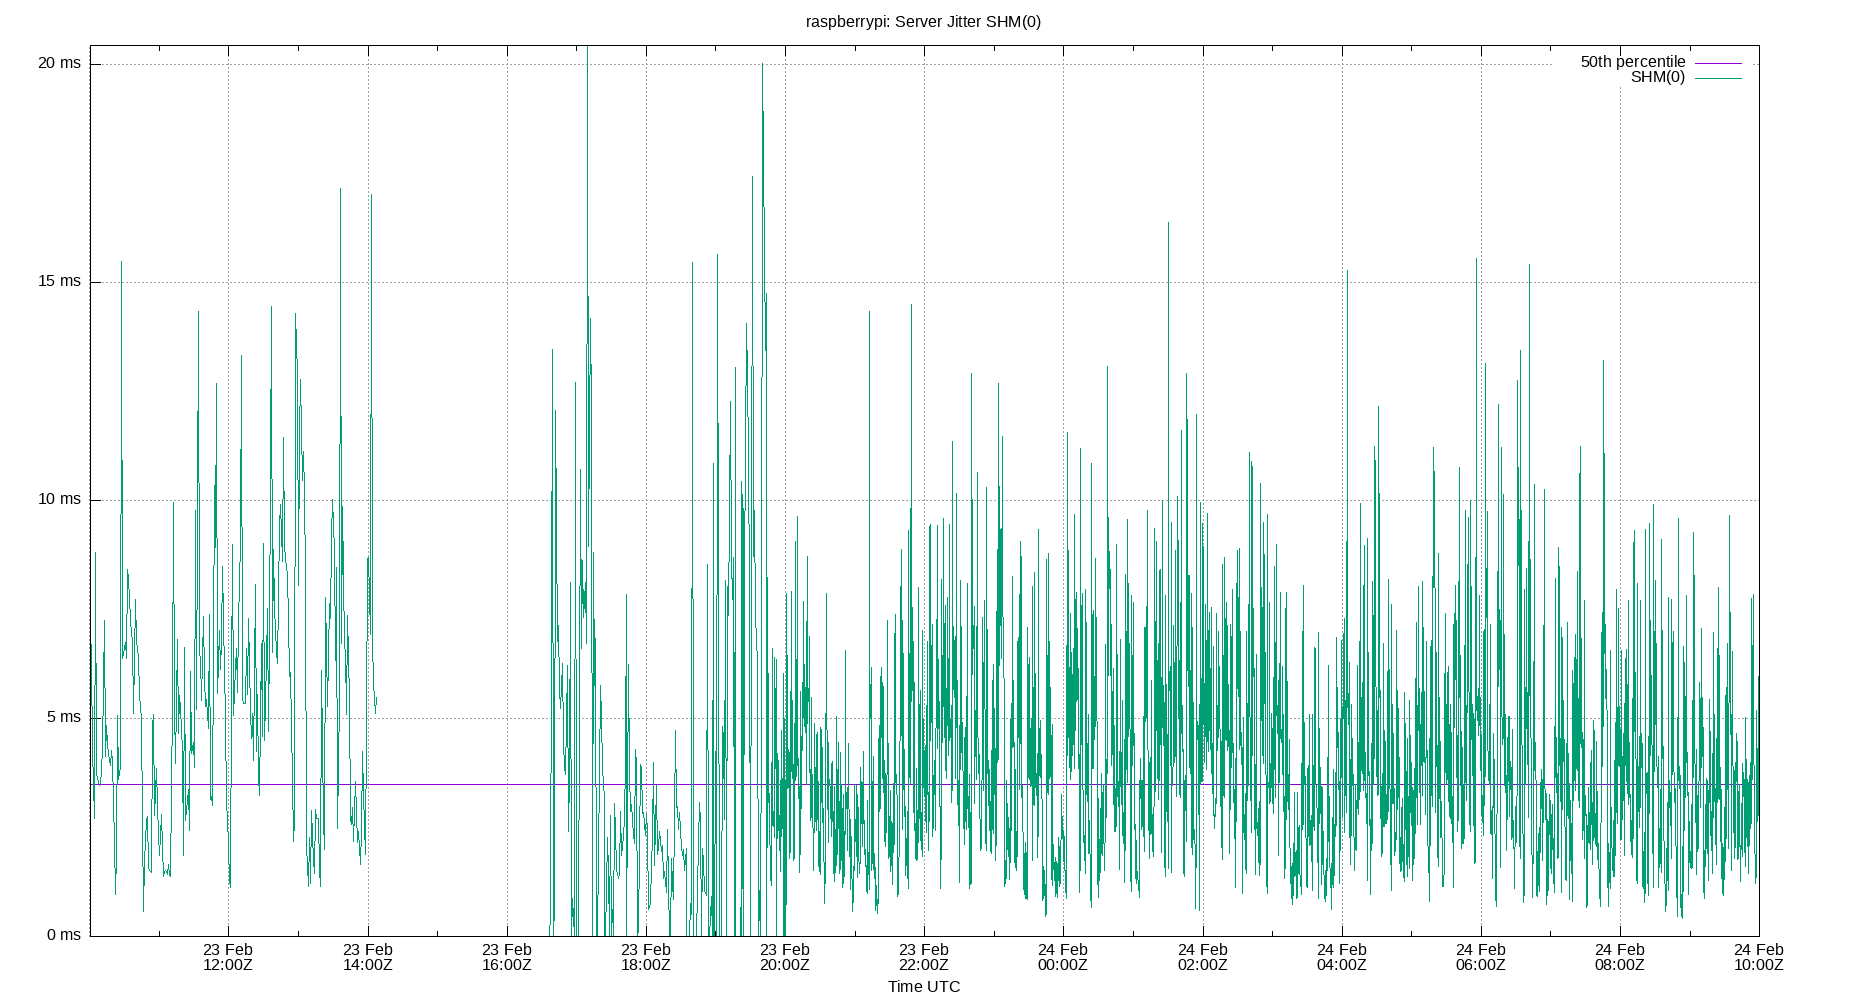 raspberrypi: Server Jitter SHM(0)
20 ms
15 ms
10 ms
5 ms
0 ms
50th percentile
SHM(0)
23 Feb 12:00Z
23 Feb 14:00Z
23 Feb 16:00Z
23 Feb 18:00Z
23 Feb 20:00Z
23 Feb 22:00Z
24 Feb 00:00Z
24 Feb 02:00Z
24 Feb 04:00Z
24 Feb 06:00Z
24 Feb 08:00Z
24 Feb 10:00Z
Time UTC